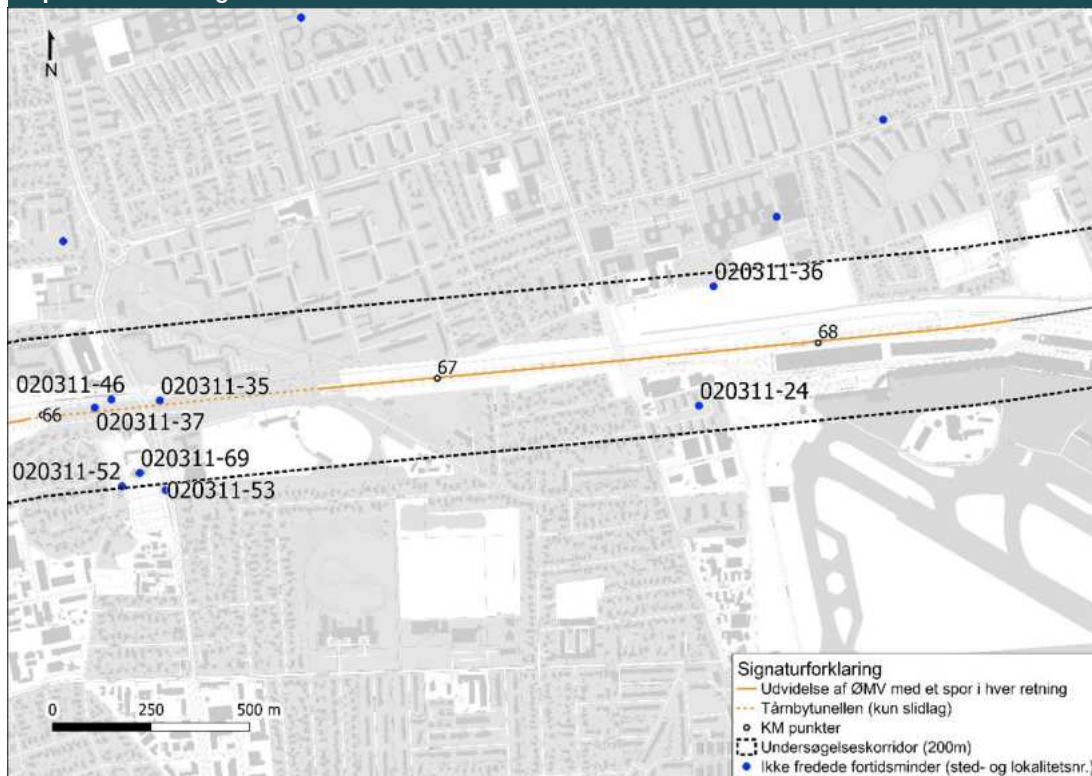 N
020311-36
68
67
020311-46
020311-35
66
020311-37
020311-24
020311-69
020311-52
020311-53
Signaturforklaring
Udvidelse af ØMV med et spor i hver retning
Tårnbytunellen (kun slidlag)
KM punkter
Undersøgelseskorridor (200m)
Ikke fredede fortidsminder (sted- og lokalitetsnr.)
0 250 500 m